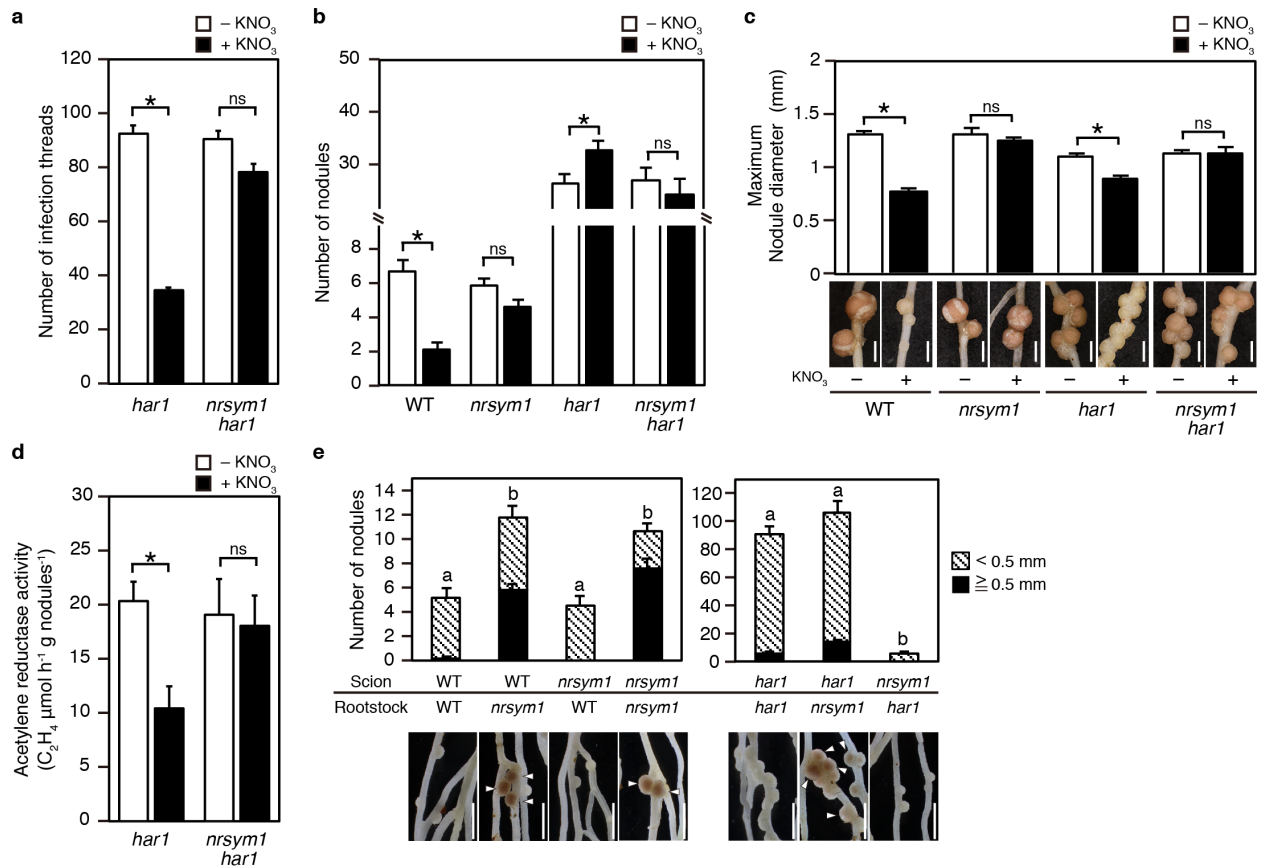 a
− KNO3
+ KNO3
Number of infection threads
120
100
80
60
40
20
0
*
ns
har1
nrsym1
har1
b
− KNO3
+ KNO3
Number of nodules
50
40
30
8
6
4
2
0
*
ns
*
ns
WT
nrsym1
har1
nrsym1
har1
c
− KNO3
+ KNO3
Maximum
Nodule diameter (mm)
2
1.5
1
0.5
0
*
ns
*
ns
KNO3
− + − + − + − +
WT
nrsym1
har1
nrsym1
har1
d
− KNO3
+ KNO3
Acetylene reductase activity
(C2H4 µmol h-1 g nodules-1)
30
25
20
15
10
5
0
*
ns
har1
nrsym1
har1
e
Number of nodules
14
12
10
8
6
4
2
0
a
b
a
b
120
100
80
60
40
20
0
a
a
b
< 0.5 mm
≧ 0.5 mm
Scion WT WT nrsym1 nrsym1 har1 har1 nrsym1
Rootstock WT nrsym1 WT nrsym1 har1 nrsym1 har1